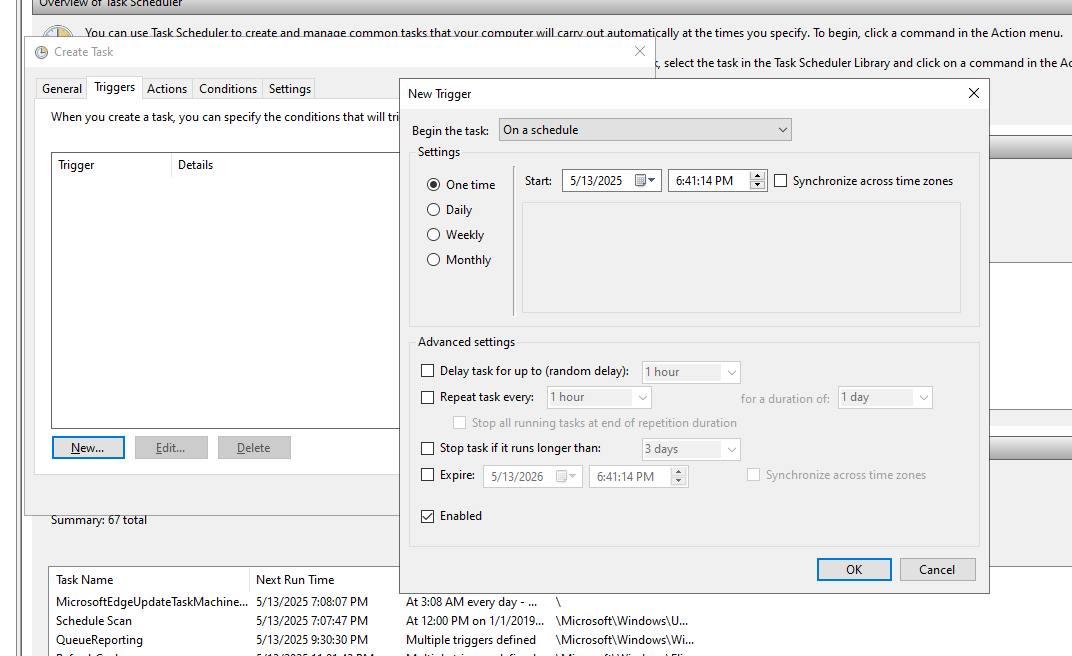 Overview of Task Scheduler
You can use Task Scheduler to create and manage common tasks that your computer will carry out automatically at the times you specify. To begin, click a command in the Action menu.
, select the task in the Task Scheduler Library and click on a command in the Ac
Create Task
General Triggers Actions Conditions Settings
When you create a task, you can specify the conditions that will tri
Trigger Details
New... Edit... Delete
New Trigger
Begin the task: On a schedule
Settings
One time
Daily
Weekly
Monthly
Start: 5/13/2025 6:41:14 PM Synchronize across time zones
Advanced settings
Delay task for up to (random delay): 1 hour
Repeat task every: 1 hour for a duration of: 1 day
Stop all running tasks at end of repetition duration
Stop task if it runs longer than: 3 days
Expire: 5/13/2026 6:41:14 PM Synchronize across time zones
Enabled
OK Cancel
Summary: 67 total
Task Name Next Run Time
MicrosoftEdgeUpdateTaskMachine... 5/13/2025 7:08:07 PM At 3:08 AM every day - ... \
Schedule Scan 5/13/2025 7:07:47 PM At 12:00 PM on 1/1/2019... \Microsoft\Windows\U...
QueueReporting 5/13/2025 9:30:30 PM Multiple triggers defined \Microsoft\Windows\Wi...